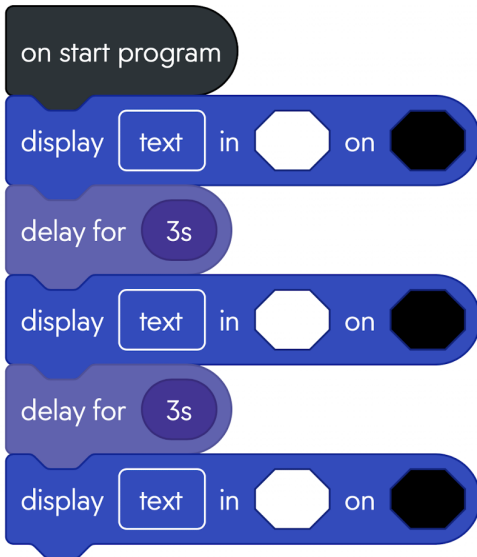 on start program
display text in on
delay for 3s
display text in on
delay for 3s
display text in on